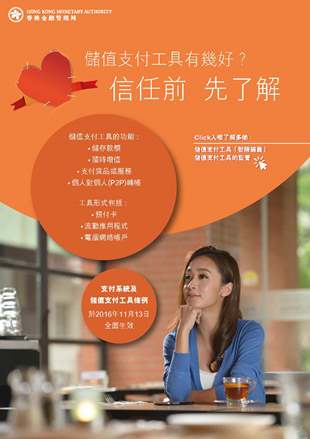 HONG KONG MONETARY AUTHORITY
香港金融管理局
儲值支付工具有幾好？
信任前 先了解
儲值支付工具的功能：
• 儲存款額
• 隨時增值
• 支付貨品或服務
• 個人對個人(P2P)轉帳
工具形式包括：
• 預付卡
• 流動應用程式
• 電腦網絡帳戶
Click入嚟了解多啲：
儲值支付工具「智醒錦囊」
儲值支付工具的監管
支付系統及
儲值支付工具條例
於2016年11月13日
全面生效